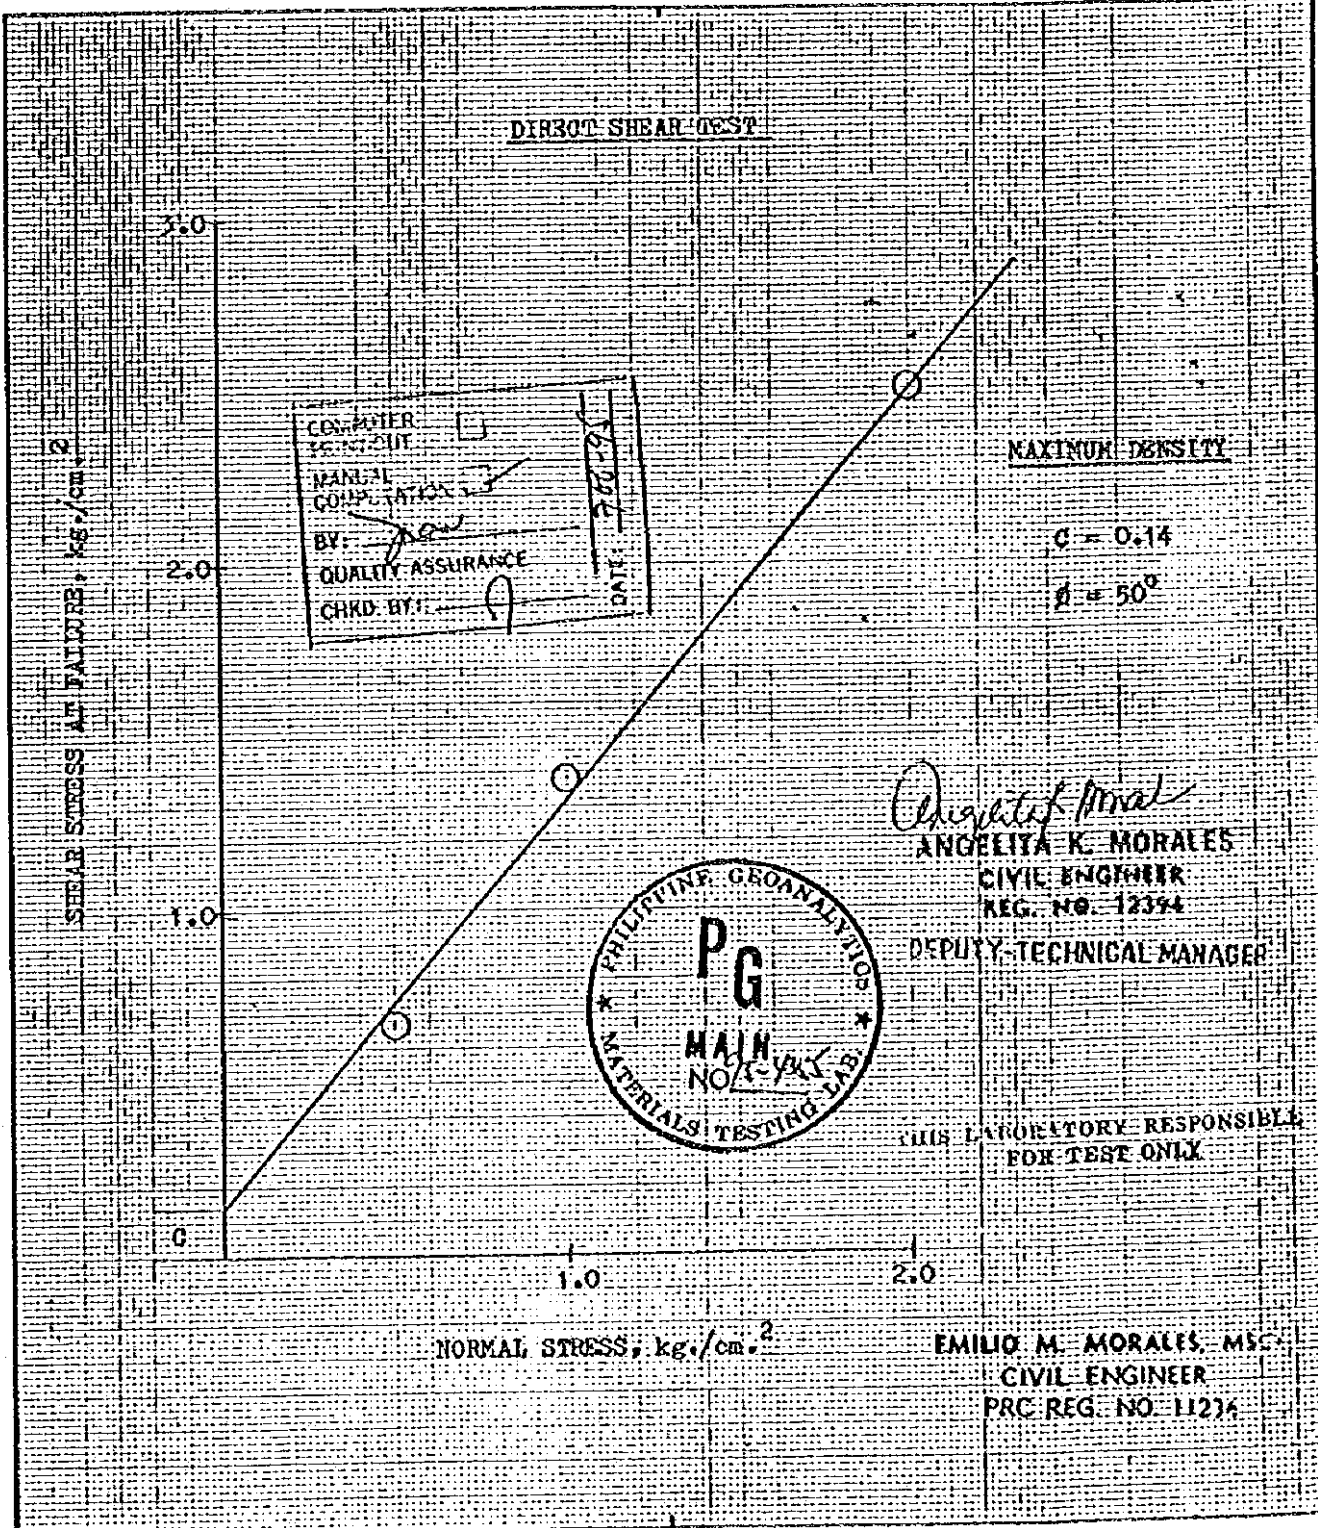 DIRECT SHEAR TEST
3.0
2.0
1.0
C
1.0
2.0
SHEAR STRESS AT FAILURE, kg./cm.2
NORMAL STRESS, kg./cm.2
COMPUTER
PRINTOUT
MANUAL
COMPUTATION
BY:
QUALITY ASSURANCE
CHKD. BY:
DATE:
MAXIMUM DENSITY
C = 0.14
Ø = 50°
ANGELITA K. MORALES
CIVIL ENGINEER
REG. NO. 12394
DEPUTY-TECHNICAL MANAGER
★ PHILIPPINE GEOANALYTICS ★
PG
MAIN
NO
MATERIALS TESTING LAB.
THIS LABORATORY RESPONSIBLE
FOR TEST ONLY
EMILIO M. MORALES, MSC.
CIVIL ENGINEER
PRC REG. NO.